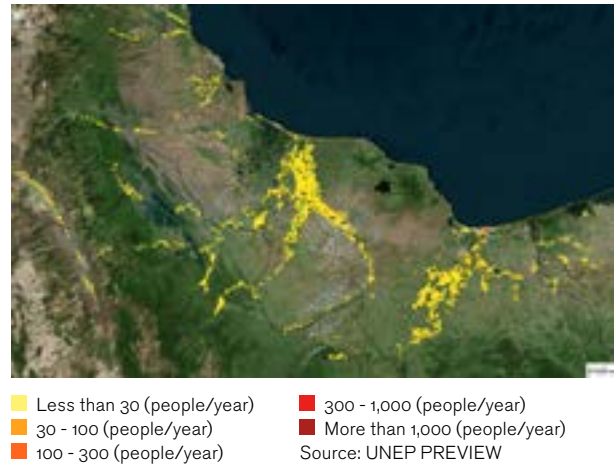 Less than 30 (people/year)
30 - 100 (people/year)
100 - 300 (people/year)
300 - 1,000 (people/year)
More than 1,000 (people/year)
Source: UNEP PREVIEW